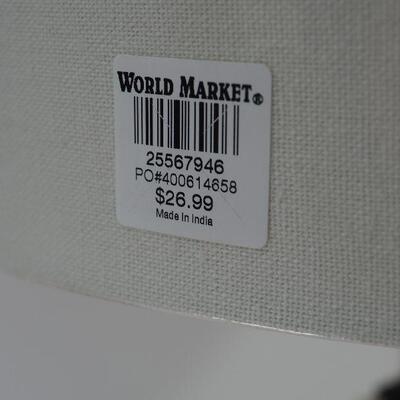 WORLD MARKET®
25567946
PO#400614658
$26.99
Made In India